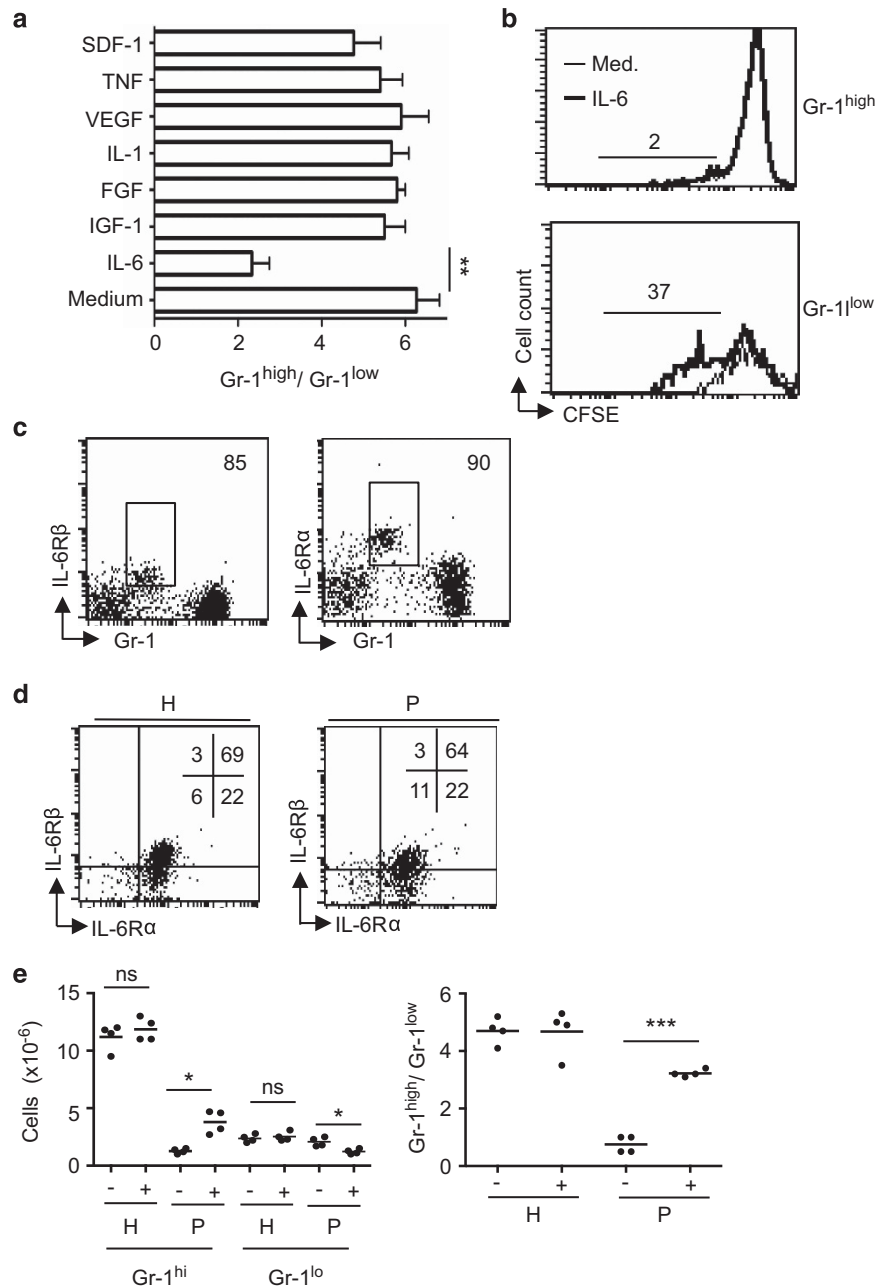 a
SDF-1
TNF
VEGF
IL-1
FGF
IGF-1
IL-6
Medium
**
0 2 4 6
Gr-1high/ Gr-1low
b
Med.
IL-6
2
Gr-1high
37
Gr-1llow
Cell count
CFSE
c
85
IL-6Rβ
Gr-1
90
IL-6Rα
Gr-1
d
H
3 69
6 22
IL-6Rβ
IL-6Rα
P
3 64
11 22
IL-6Rβ
IL-6Rα
e
15
10
5
0
Cells (x10-6)
ns
*
ns
*
- + - + - + - +
H P H P
Gr-1hi Gr-1lo
6
4
2
0
Gr-1high/ Gr-1low
***
- + - +
H P